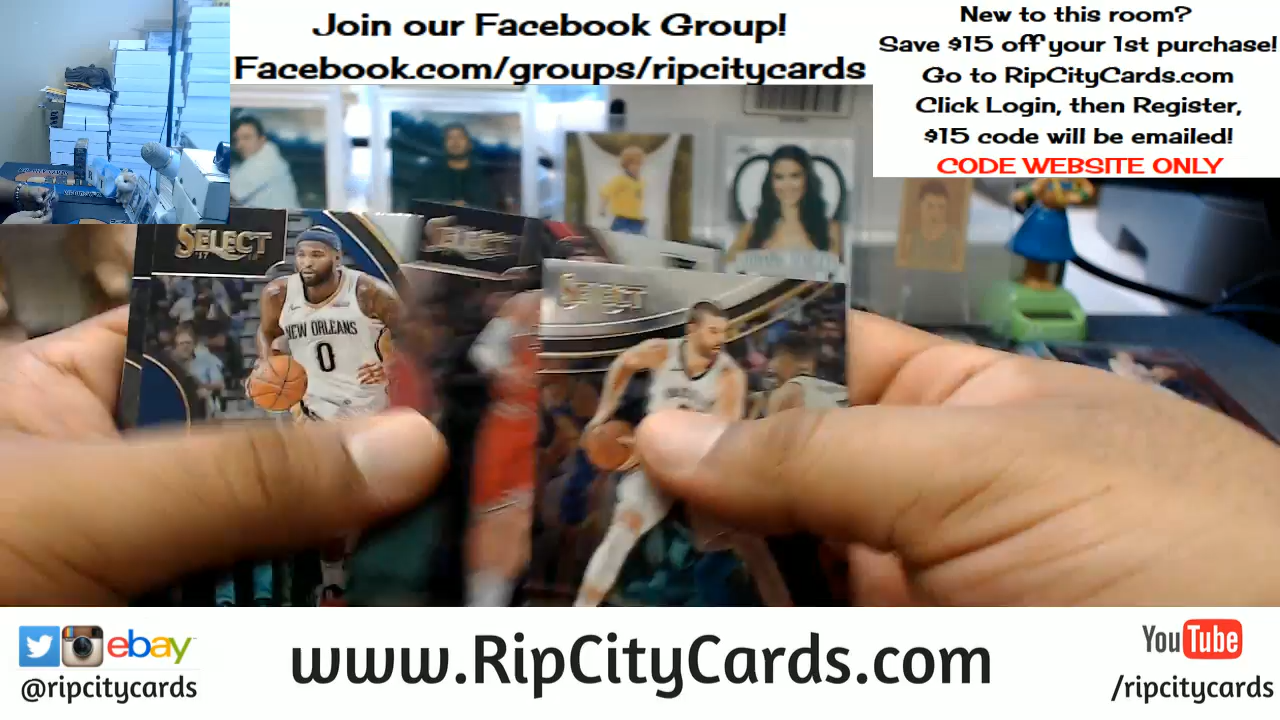 Join our Facebook Group!
Facebook.com/groups/ripcitycards
New to this room?
Save $15 off your 1st purchase!
Go to RipCityCards.com
Click Login, then Register,
$15 code will be emailed!
CODE WEBSITE ONLY
SELECT
'17 18
SELECT
SELECT
NEW ORLEANS
0
ebay
@ripcitycards
www.RipCityCards.com
YouTube
/ripcitycards